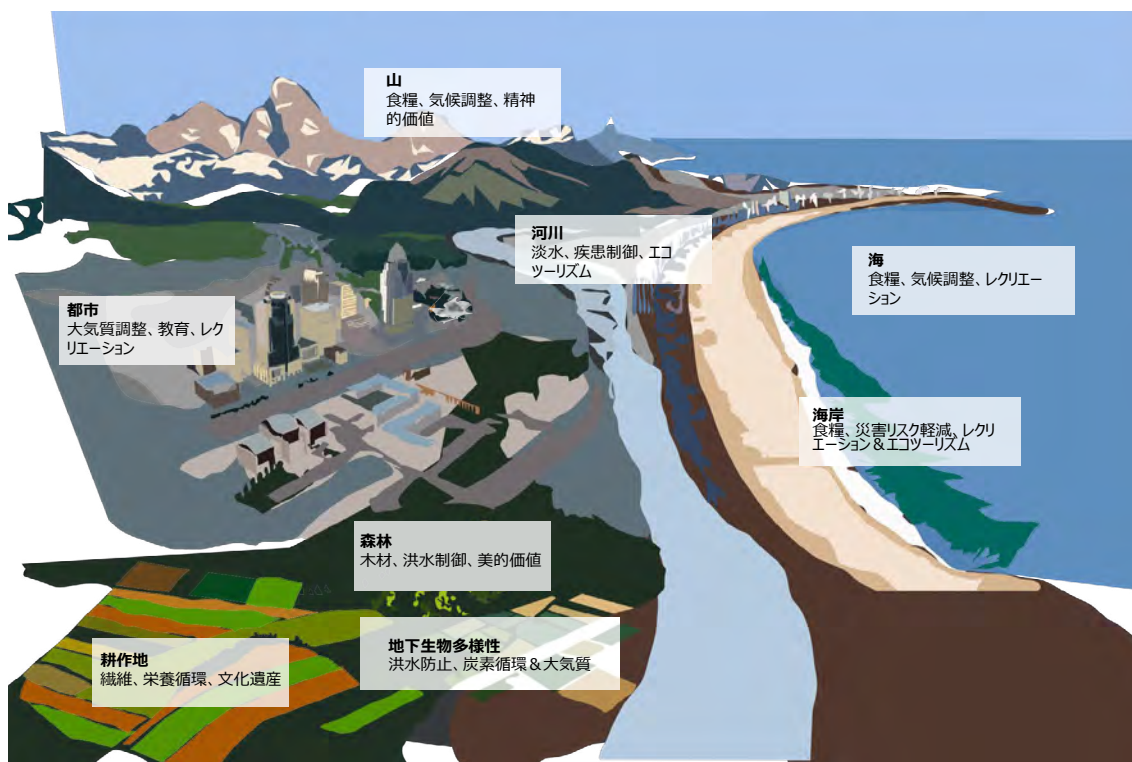 山
食糧、気候調整、精神
的価値
河川
淡水、疾患制御、エコ
ツーリズム
海
食糧、気候調整、レクリエー
ション
都市
大気質調整、教育、レク
リエーション
海岸
食糧、災害リスク軽減、レクリ
エーション＆エコツーリズム
森林
木材、洪水制御、美的価値
地下生物多様性
洪水防止、炭素循環＆大気質
耕作地
繊維、栄養循環、文化遺産